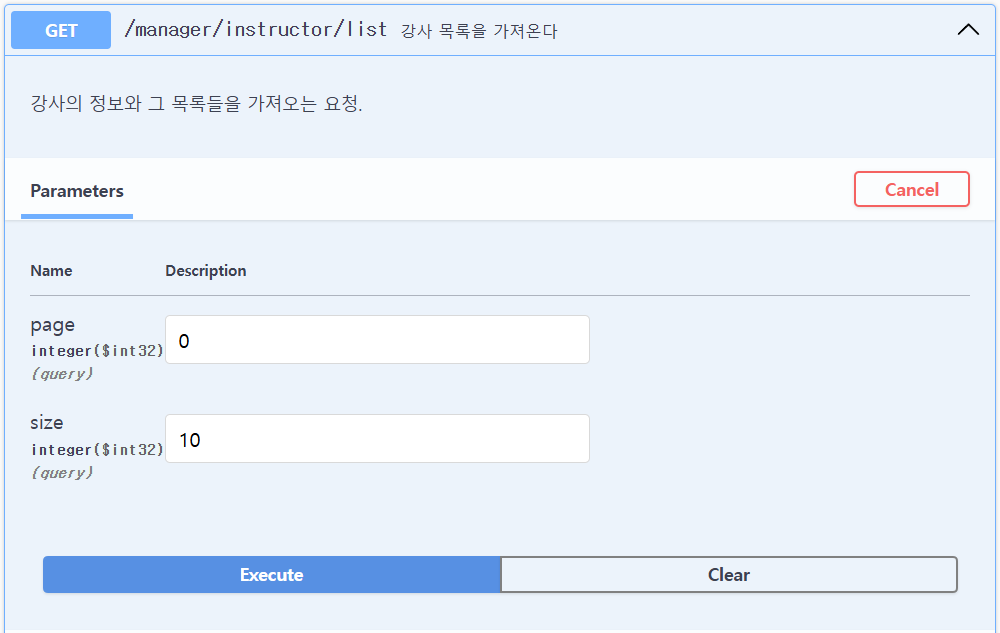 GET /manager/instructor/list 강사 목록을 가져온다
강사의 정보와 그 목록들을 가져오는 요청.
Parameters Cancel
Name Description
page
integer($int32)
(query)
0
size
integer($int32)
(query)
10
Execute Clear